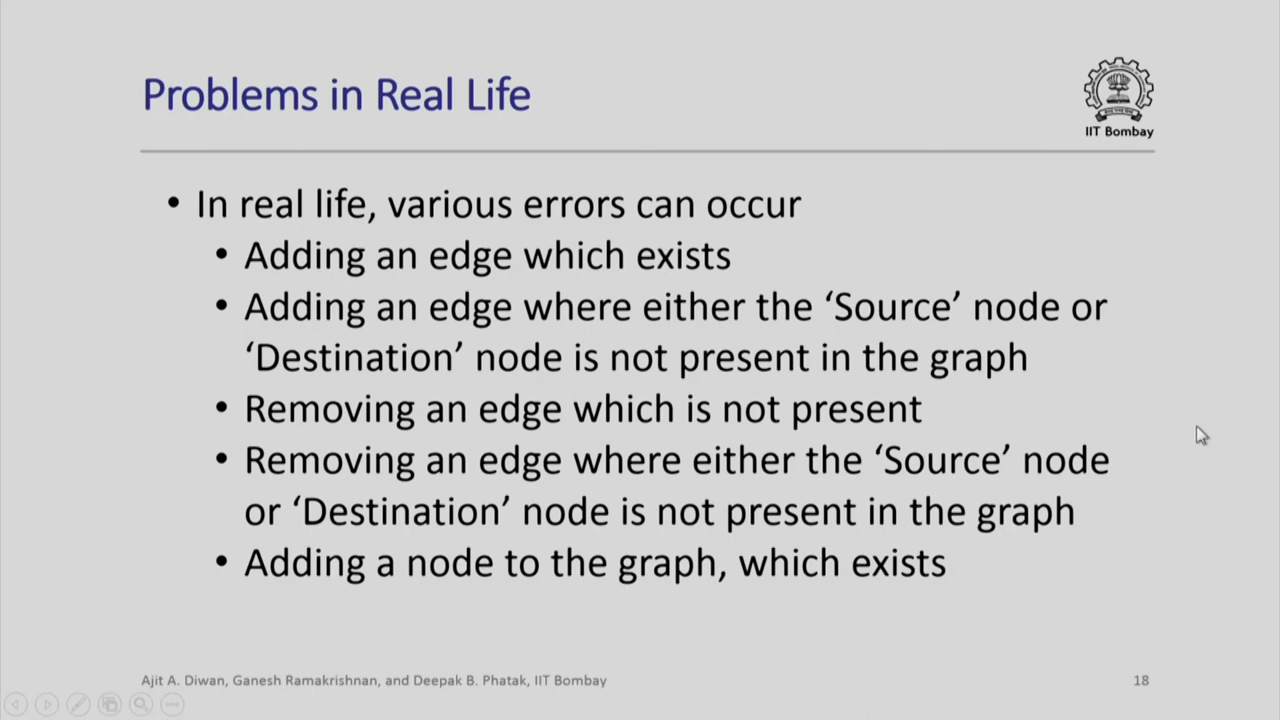 Problems in Real Life
IIT Bombay
• In real life, various errors can occur
• Adding an edge which exists
• Adding an edge where either the ‘Source’ node or
‘Destination’ node is not present in the graph
• Removing an edge which is not present
• Removing an edge where either the ‘Source’ node
or ‘Destination’ node is not present in the graph
• Adding a node to the graph, which exists
Ajit A. Diwan, Ganesh Ramakrishnan, and Deepak B. Phatak, IIT Bombay
18